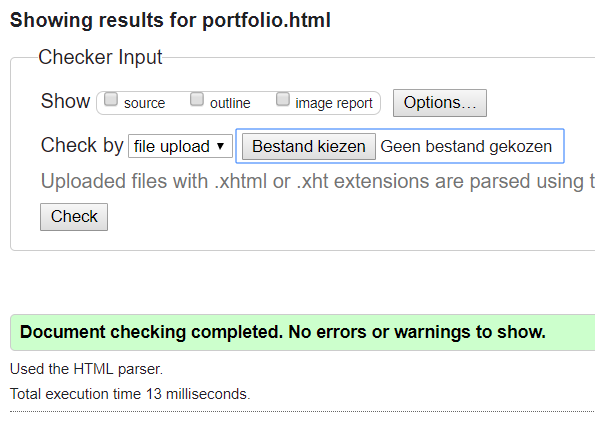 Showing results for portfolio.html
Checker Input
Show source outline image report Options...
Check by file upload Bestand kiezen Geen bestand gekozen
Uploaded files with .xhtml or .xht extensions are parsed using t
Check
Document checking completed. No errors or warnings to show.
Used the HTML parser.
Total execution time 13 milliseconds.